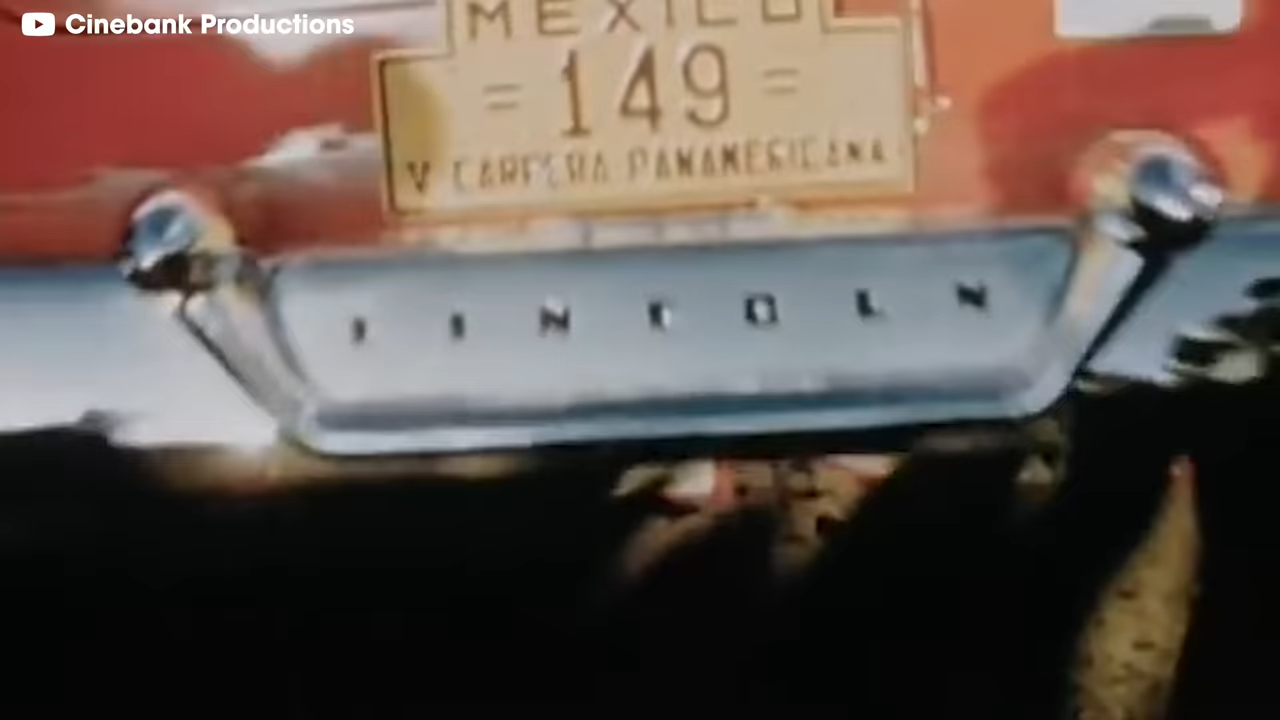 Cinebank Productions
MEXICO
= 149 =
V CARRERA PANAMERICANA
LINCOLN